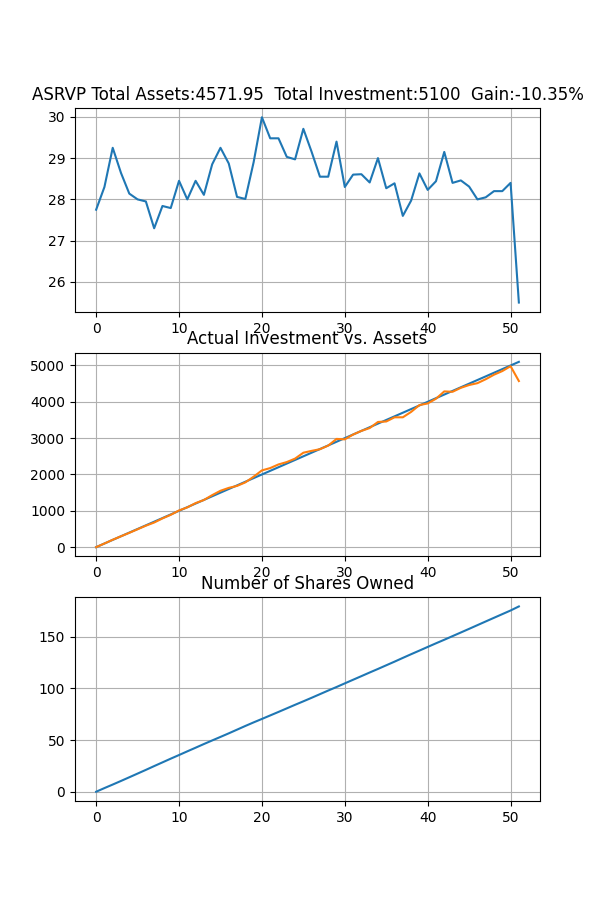 ASRVP Total Assets:4571.95  Total Investment:5100  Gain:-10.35%
30
29
28
27
26
0 10 20 30 40 50
Actual Investment vs. Assets
5000
4000
3000
2000
1000
0
0 10 20 30 40 50
Number of Shares Owned
150
100
50
0
0 10 20 30 40 50